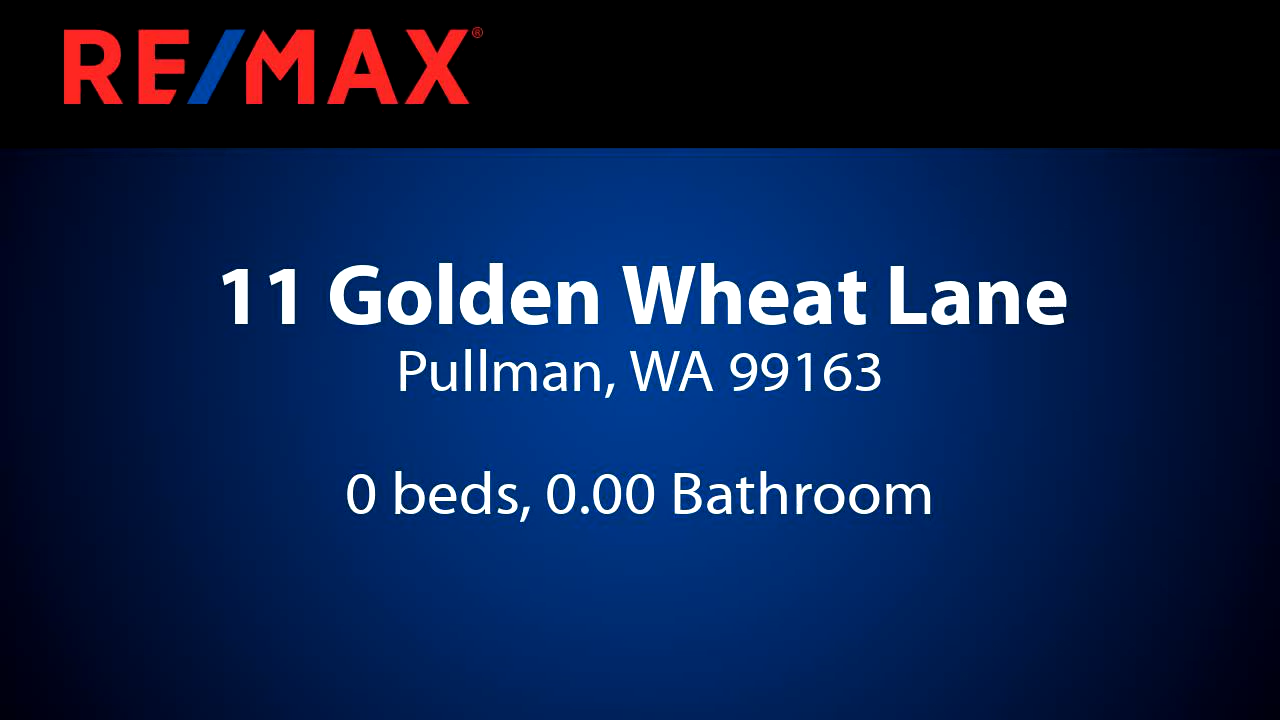 RE/MAX®
11 Golden Wheat Lane
Pullman, WA 99163
0 beds, 0.00 Bathroom